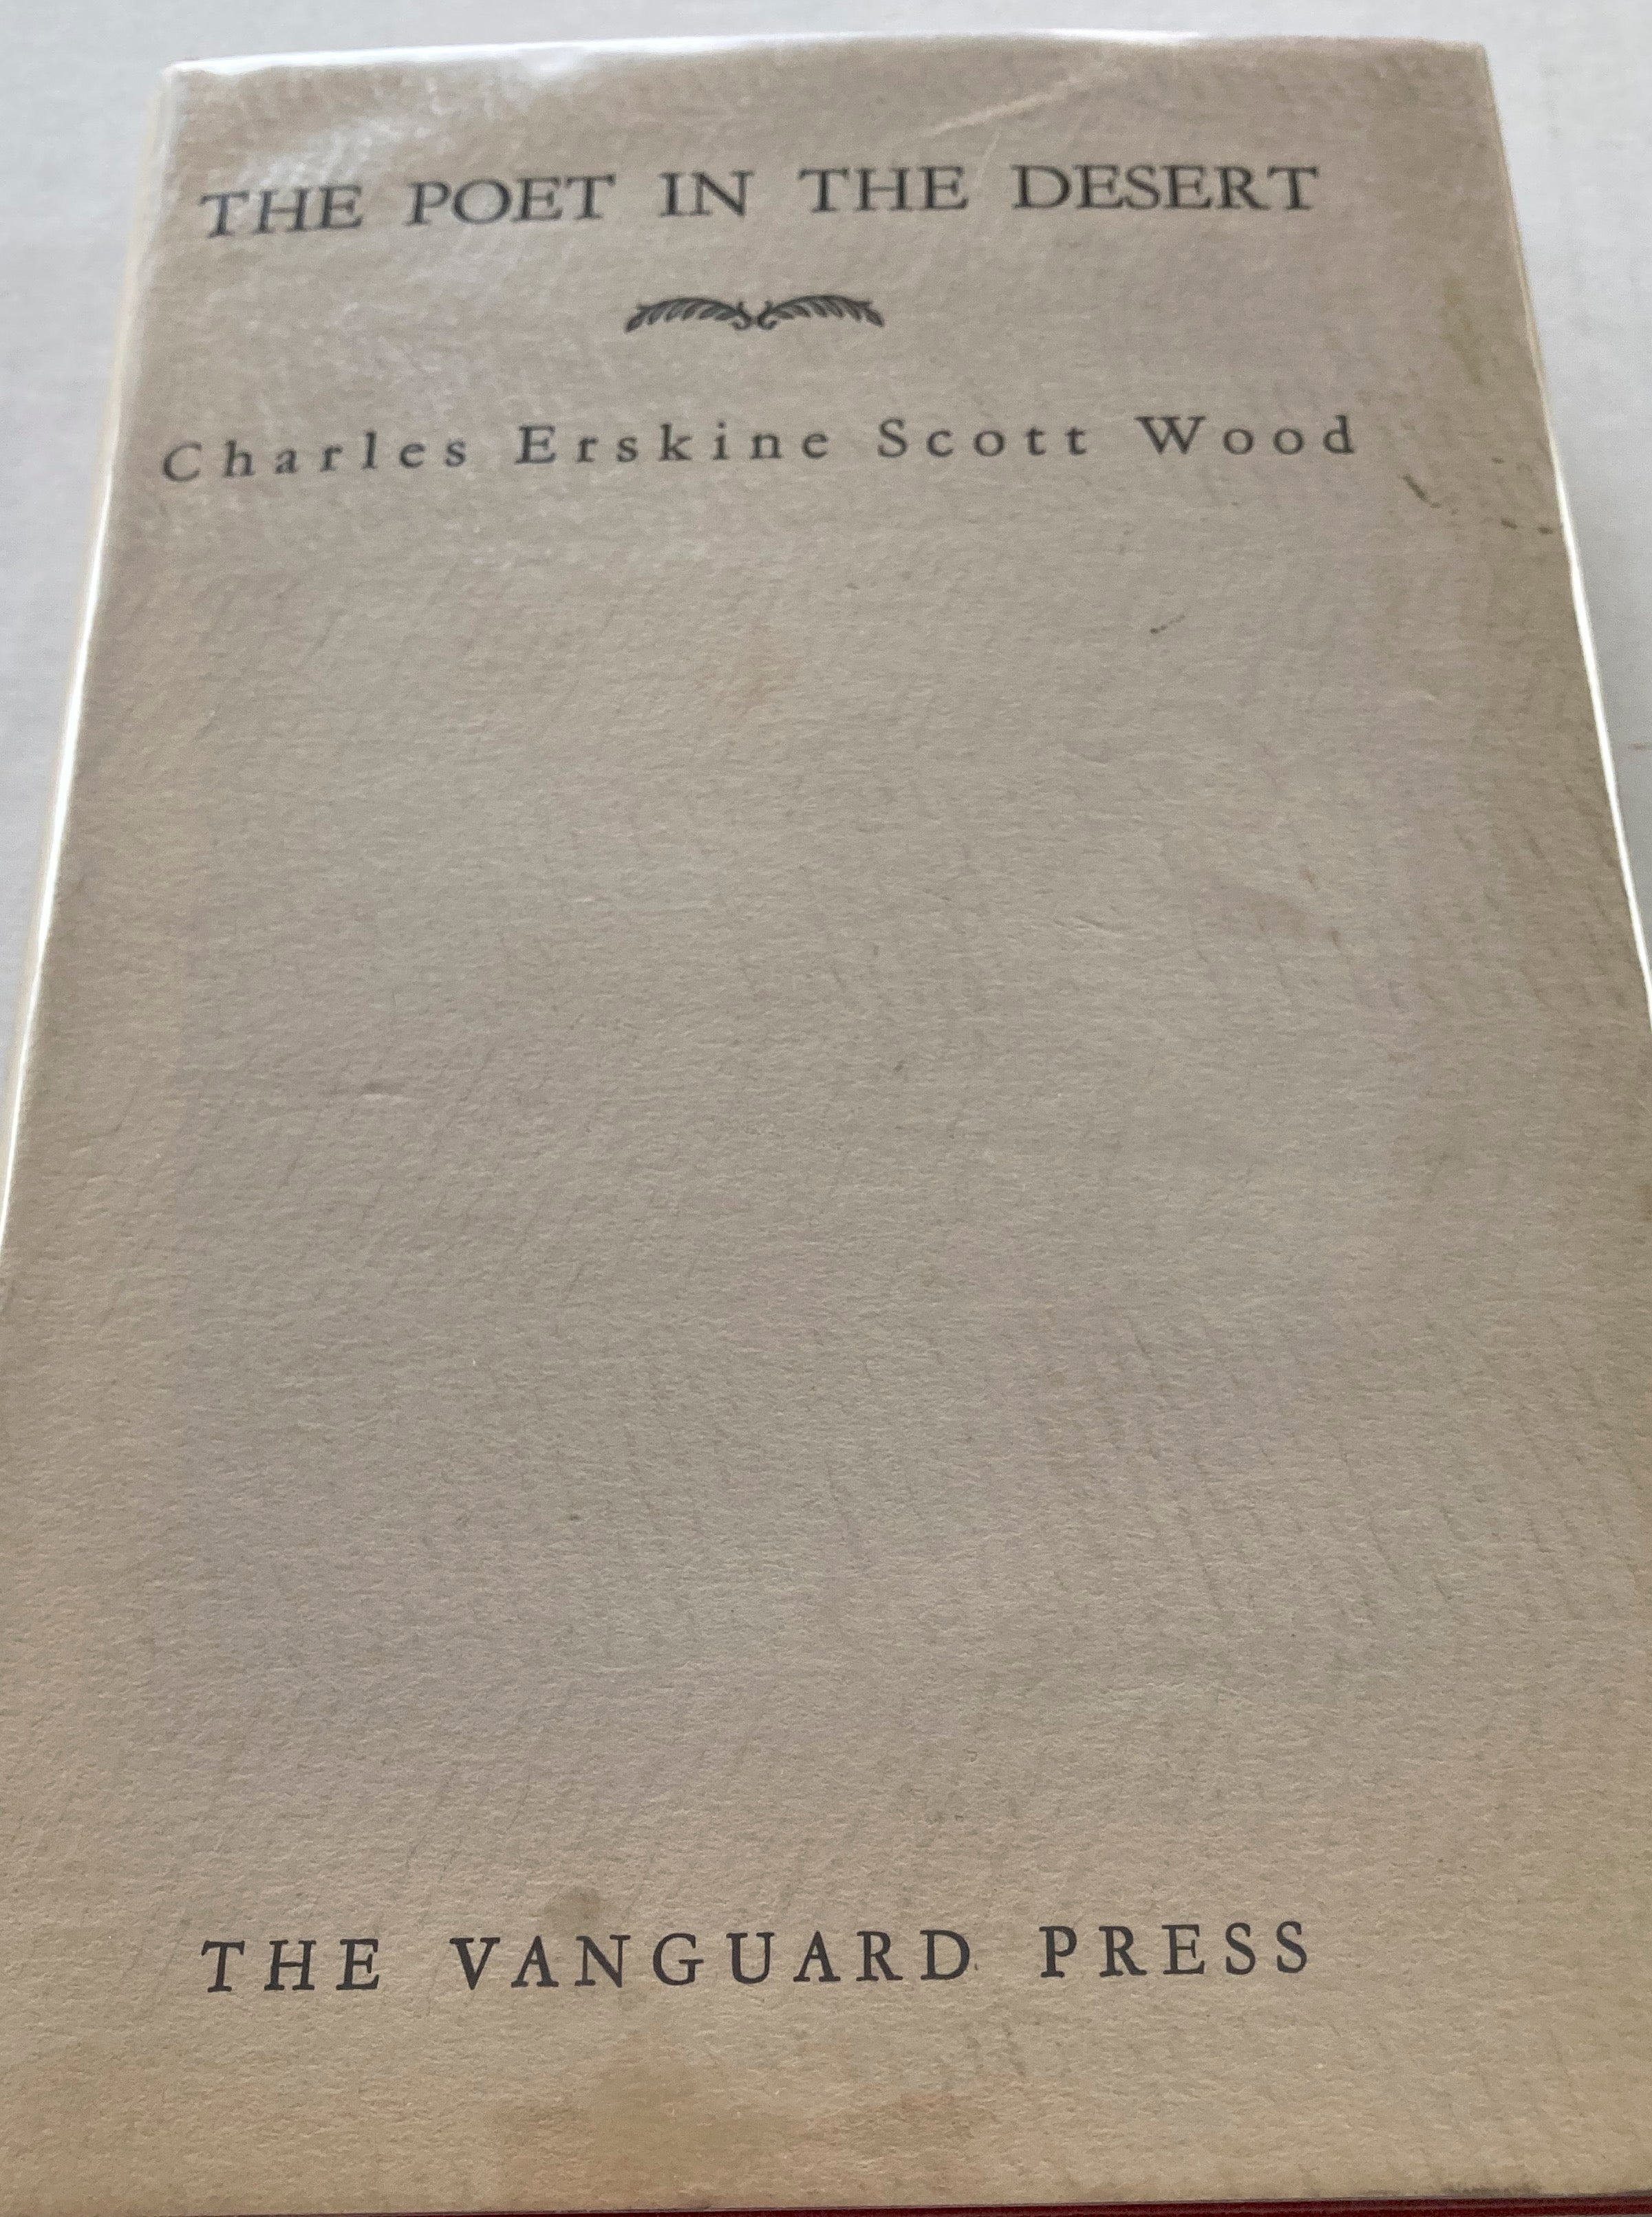 THE POET IN THE DESERT
Charles Erskine Scott Wood
THE VANGUARD PRESS